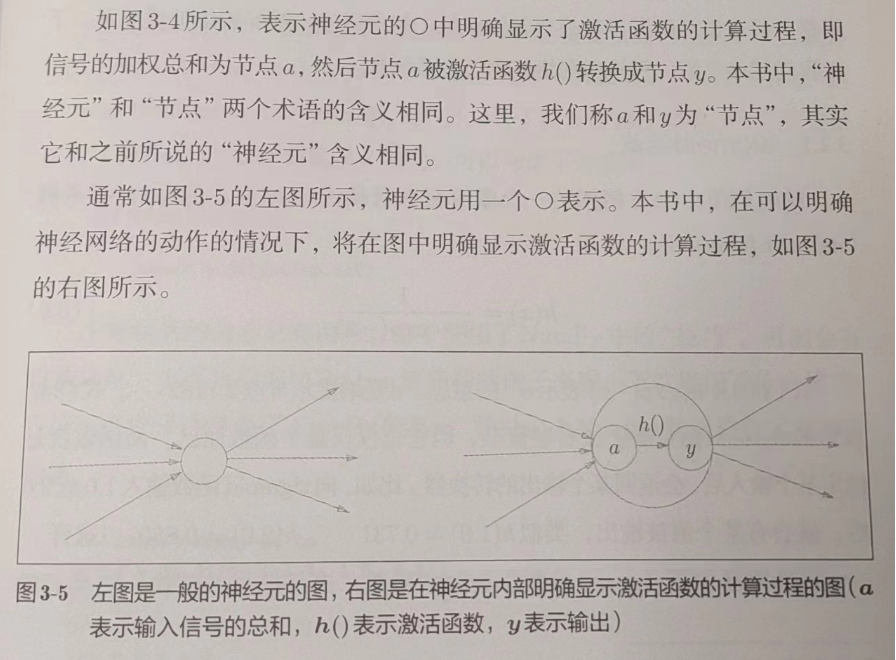 如图3-4所示，表示神经元的○中明确显示了激活函数的计算过程，即
信号的加权总和为节点a，然后节点a被激活函数h()转换成节点y。本书中，“神
经元”和“节点”两个术语的含义相同。这里，我们称a和y为“节点”，其实
它和之前所说的“神经元”含义相同。
通常如图3-5的左图所示，神经元用一个○表示。本书中，在可以明确
神经网络的动作的情况下，将在图中明确显示激活函数的计算过程，如图3-5
的右图所示。
h()
a
y
图3-5 左图是一般的神经元的图，右图是在神经元内部明确显示激活函数的计算过程的图（a
表示输入信号的总和，h()表示激活函数，y表示输出）